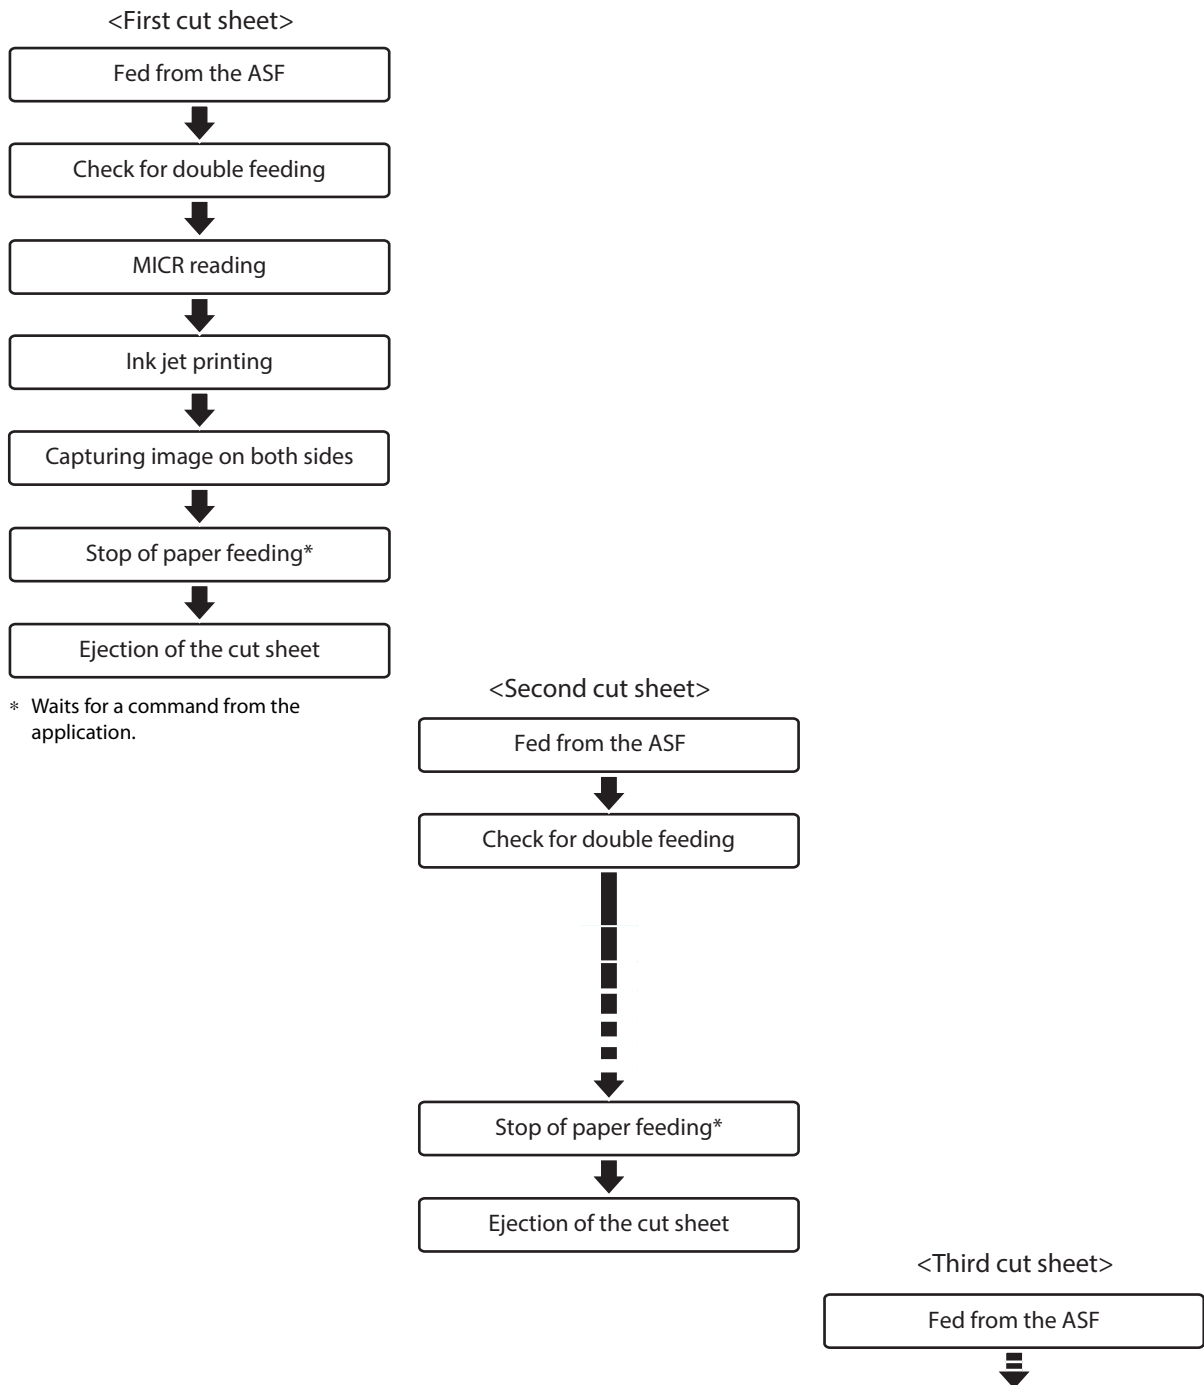 <First cut sheet>
Fed from the ASF
Check for double feeding
MICR reading
Ink jet printing
Capturing image on both sides
Stop of paper feeding*
Ejection of the cut sheet
* Waits for a command from the
application.
<Second cut sheet>
Fed from the ASF
Check for double feeding
Stop of paper feeding*
Ejection of the cut sheet
<Third cut sheet>
Fed from the ASF